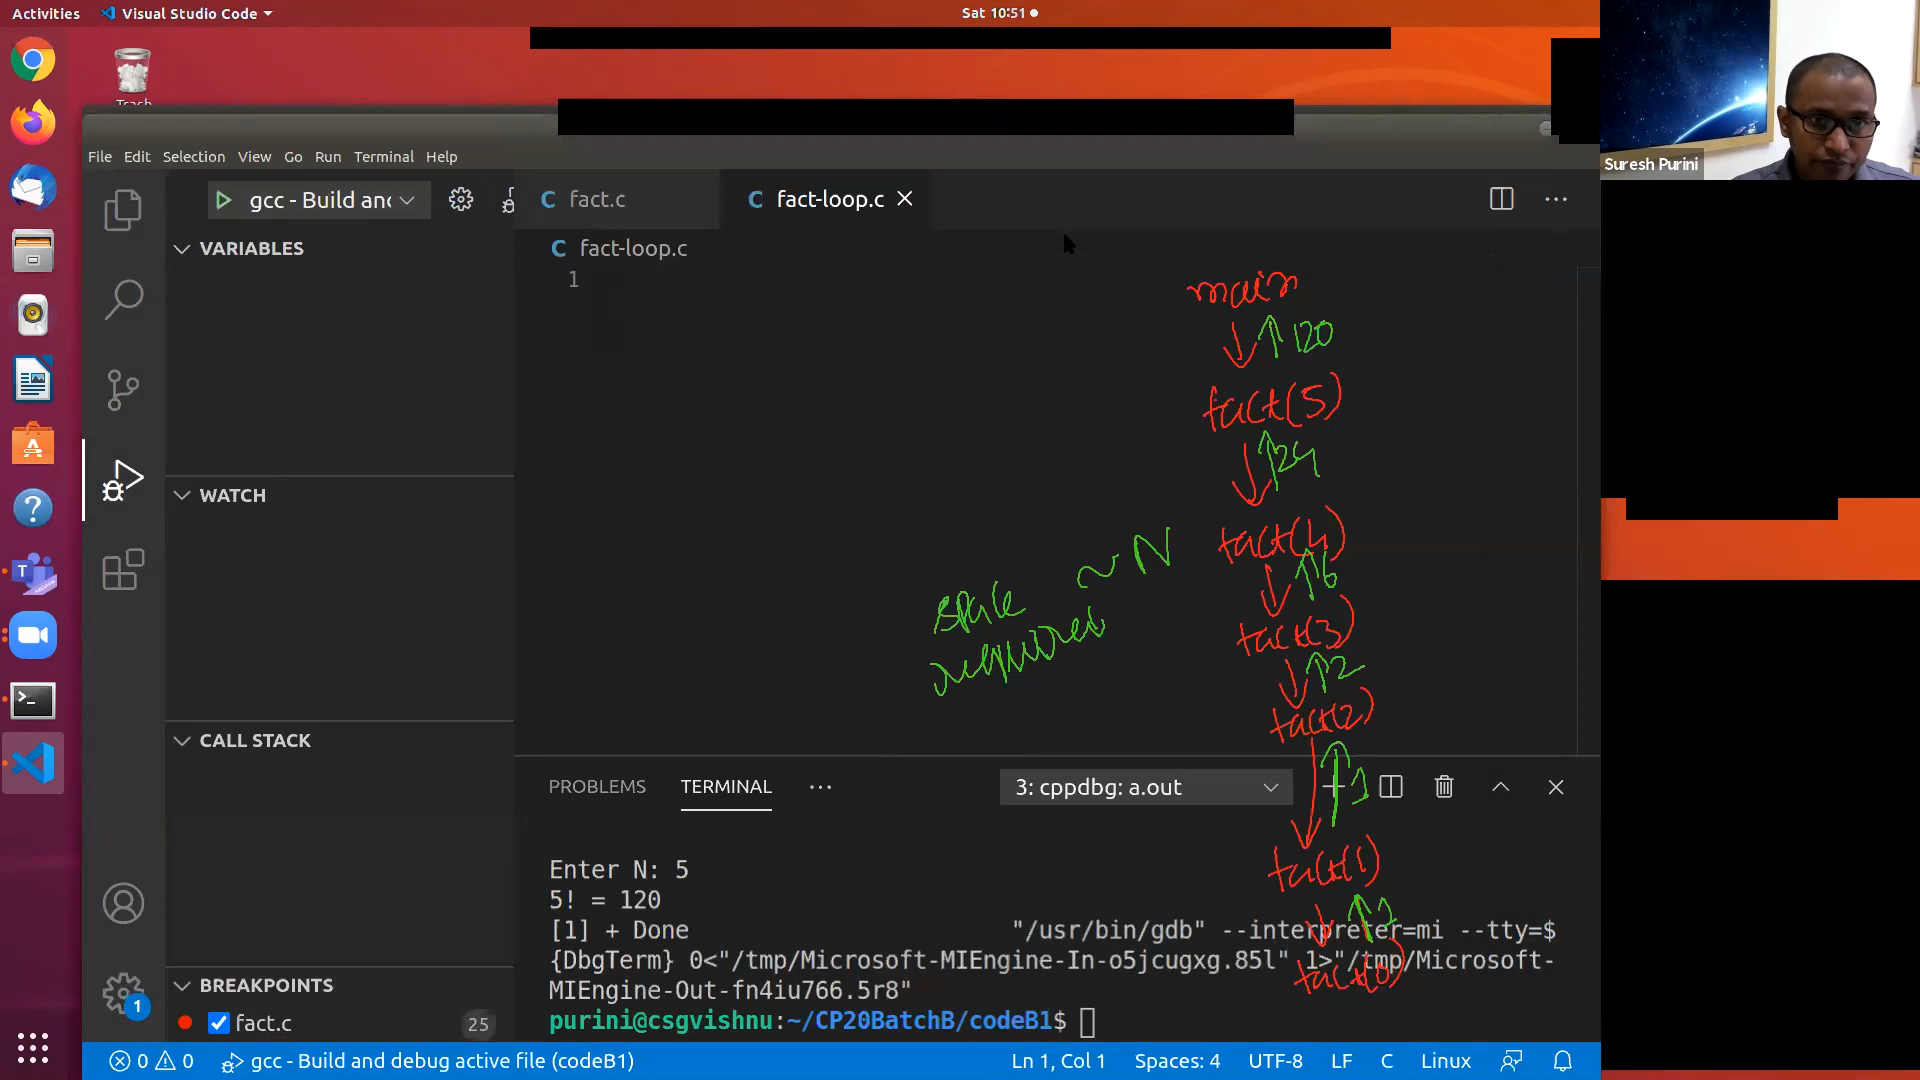 Activities
Visual Studio Code
Sat 10:51
Trash
Suresh Purini
File Edit Selection View Go Run Terminal Help
gcc - Build and
C fact.c
C fact-loop.c
C fact-loop.c
1
VARIABLES
WATCH
CALL STACK
BREAKPOINTS
fact.c 25
main
120
fact(5)
24
fact(4)
6
fact(3)
2
fact(2)
1
fact(1)
1
fact(0)
space required ~ N
PROBLEMS TERMINAL
3: cppdbg: a.out
Enter N: 5
5! = 120
[1] + Done "/usr/bin/gdb" --interpreter=mi --tty=$
{DbgTerm} 0<"/tmp/Microsoft-MIEngine-In-o5jcugxg.85l" 1>"/tmp/Microsoft-
MIEngine-Out-fn4iu766.5r8"
purini@csgvishnu:~/CP20BatchB/codeB1$
1
0 0 gcc - Build and debug active file (codeB1) Ln 1, Col 1 Spaces: 4 UTF-8 LF C Linux